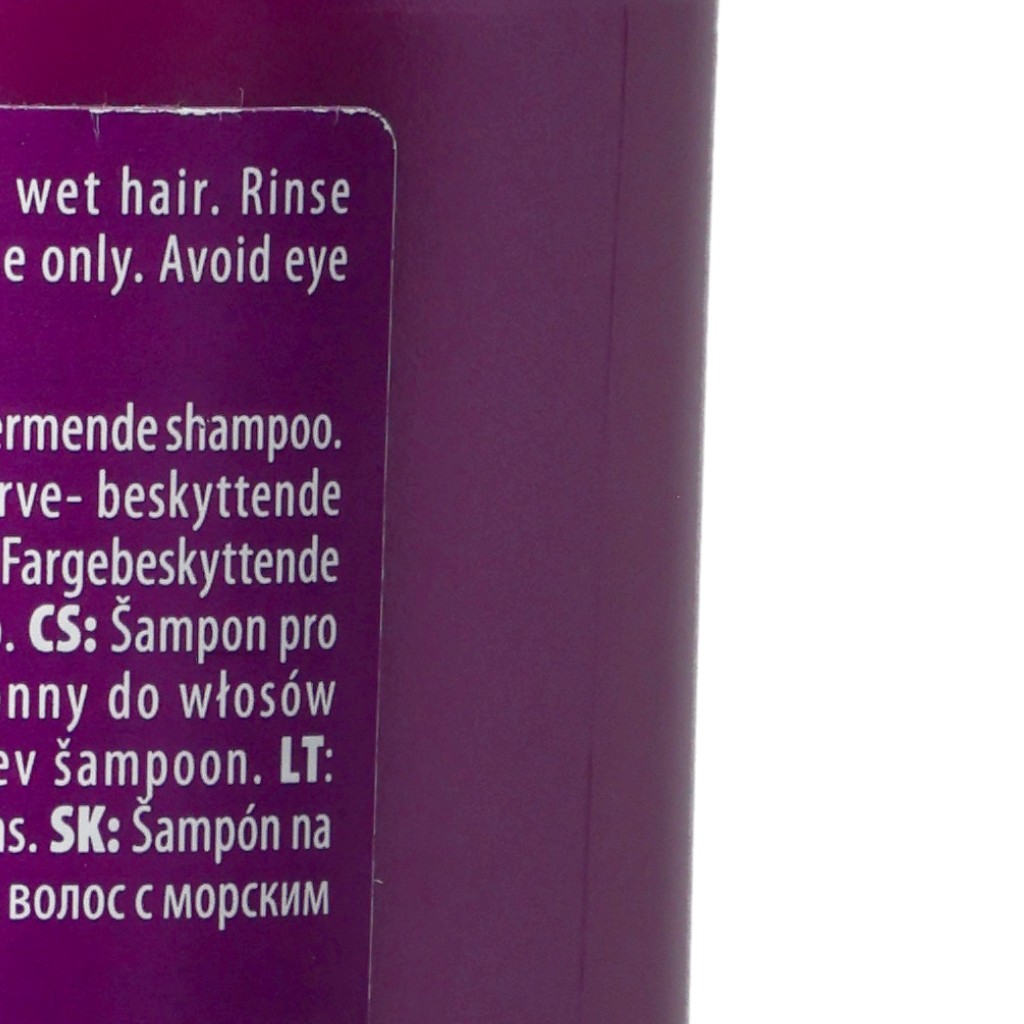 wet hair. Rinse
e only. Avoid eye
ermende shampoo.
rve- beskyttende
Fargebeskyttende
. CS: Šampon pro
nny do włosów
ev šampoon. LT:
s. SK: Šampón na
волос с морским